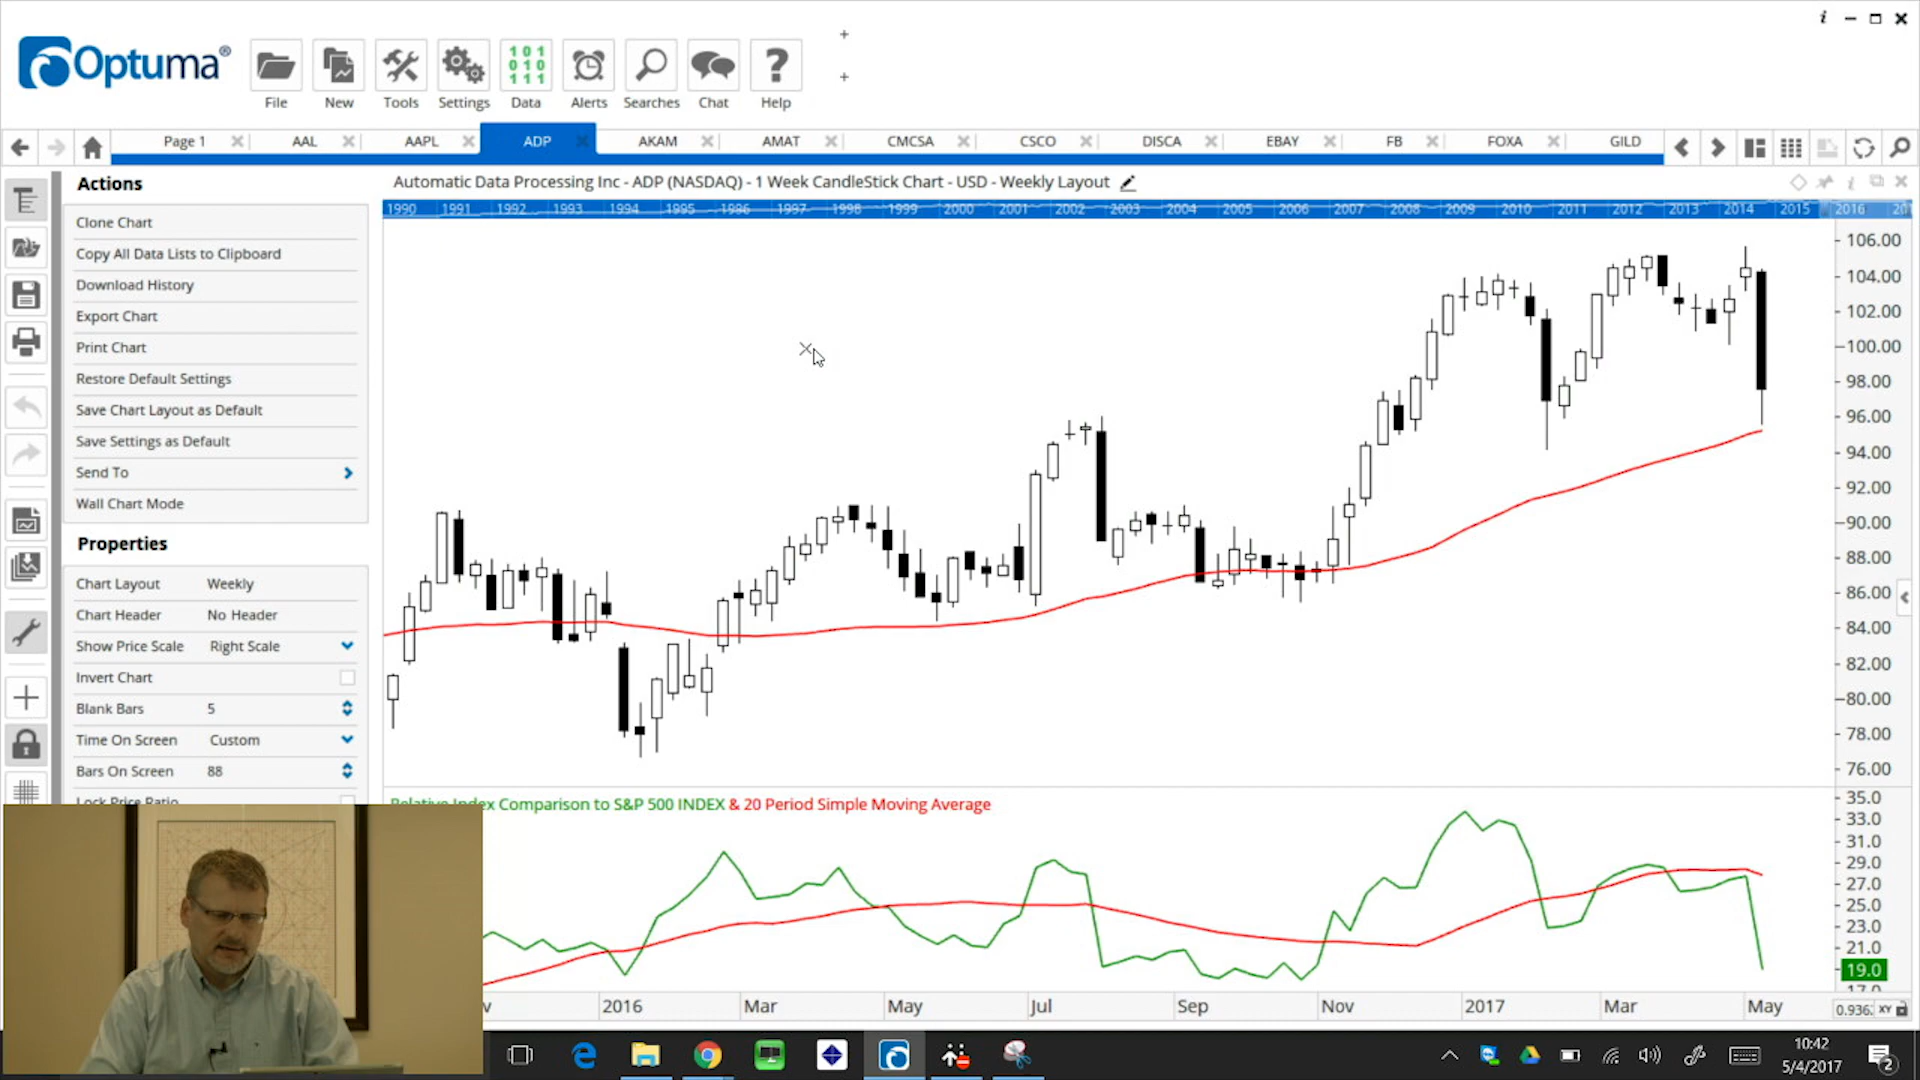 Optuma®
File New Tools Settings Data Alerts Searches Chat Help
Page 1 AAL AAPL ADP AKAM AMAT CMCSA CSCO DISCA EBAY FB FOXA GILD
Actions
Automatic Data Processing Inc - ADP (NASDAQ) - 1 Week CandleStick Chart - USD - Weekly Layout
1990 1991 1992 1993 1994 1995 1996 1997 1998 1999 2000 2001 2002 2003 2004 2005 2006 2007 2008 2009 2010 2011 2012 2013 2014 2015 2016
Clone Chart
Copy All Data Lists to Clipboard
Download History
Export Chart
Print Chart
Restore Default Settings
Save Chart Layout as Default
Save Settings as Default
Send To
Wall Chart Mode
Properties
Chart Layout Weekly
Chart Header No Header
Show Price Scale Right Scale
Invert Chart
Blank Bars 5
Time On Screen Custom
Bars On Screen 88
Lock Price Ratio
106.00
104.00
102.00
100.00
98.00
96.00
94.00
92.00
90.00
88.00
86.00
84.00
82.00
80.00
78.00
76.00
Relative Index Comparison to S&P 500 INDEX & 20 Period Simple Moving Average
35.0
33.0
31.0
29.0
27.0
25.0
23.0
21.0
19.0
17.0
2016 Mar May Jul Sep Nov 2017 Mar May
XY
10:42
5/4/2017
2